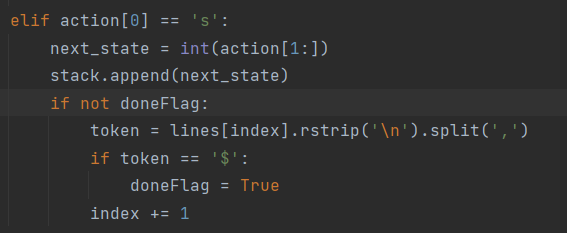 elif action[0] == 's':
    next_state = int(action[1:])
    stack.append(next_state)
    if not doneFlag:
        token = lines[index].rstrip('\n').split(',')
        if token == '$':
            doneFlag = True
        index += 1